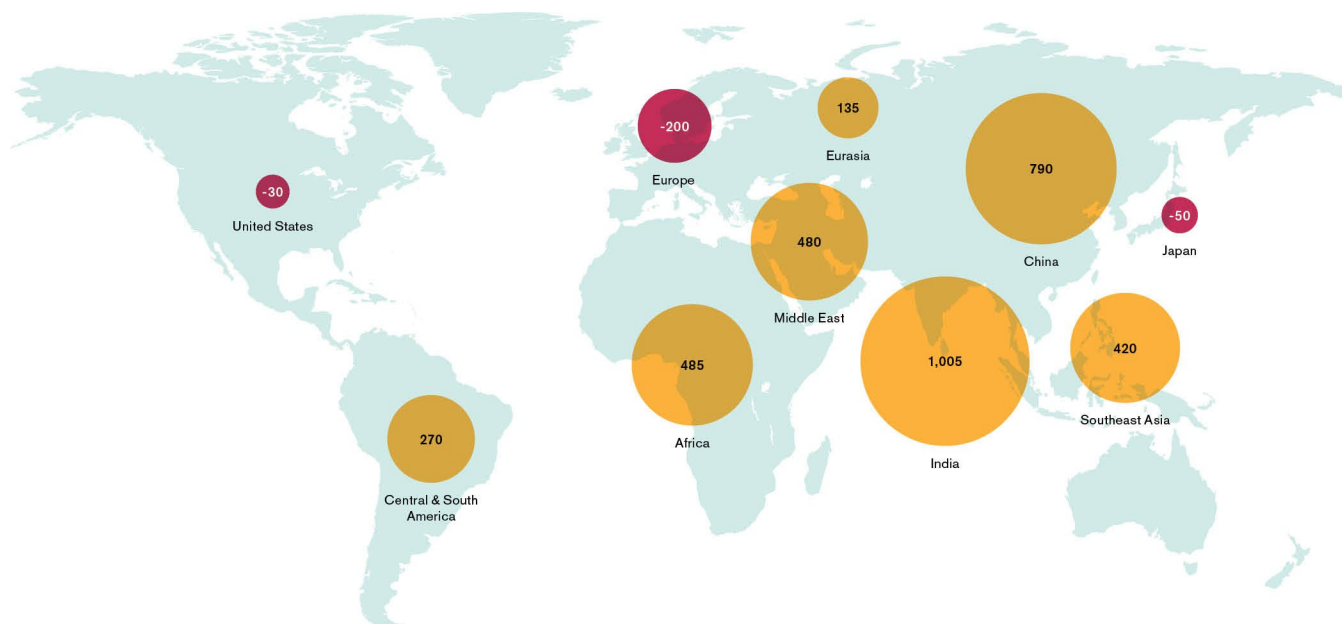 135
-200
Eurasia
790
Europe
-30
-50
United States
480
Japan
China
Middle East
420
1,005
485
Southeast Asia
Africa
270
India
Central & South
America